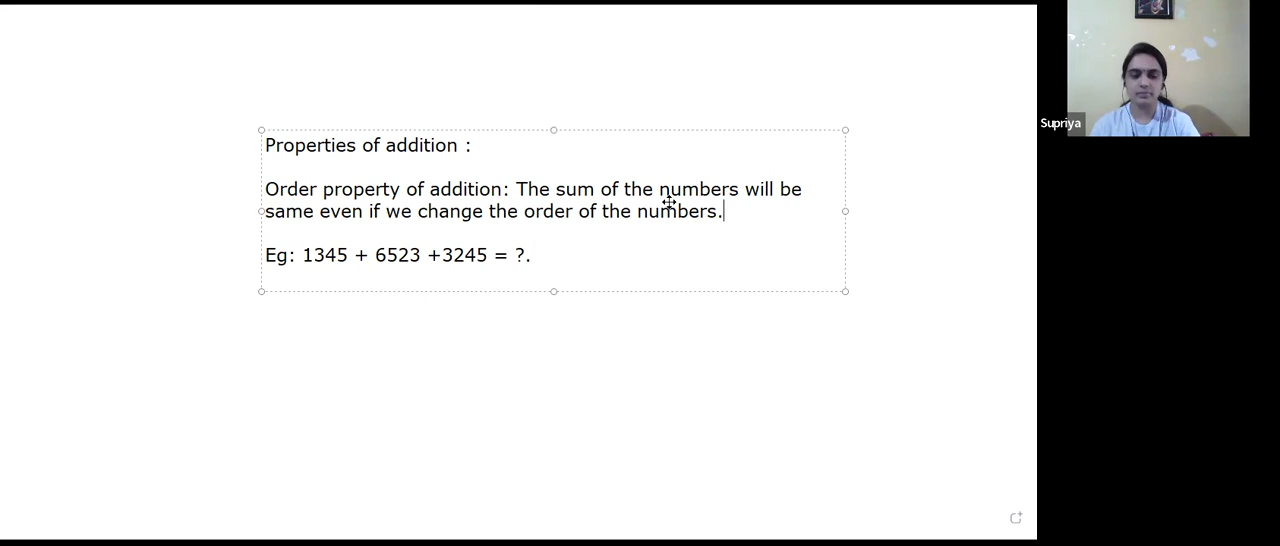 Properties of addition :
Order property of addition: The sum of the numbers will be
same even if we change the order of the numbers.
Eg: 1345 + 6523 +3245 = ?.
Supriya